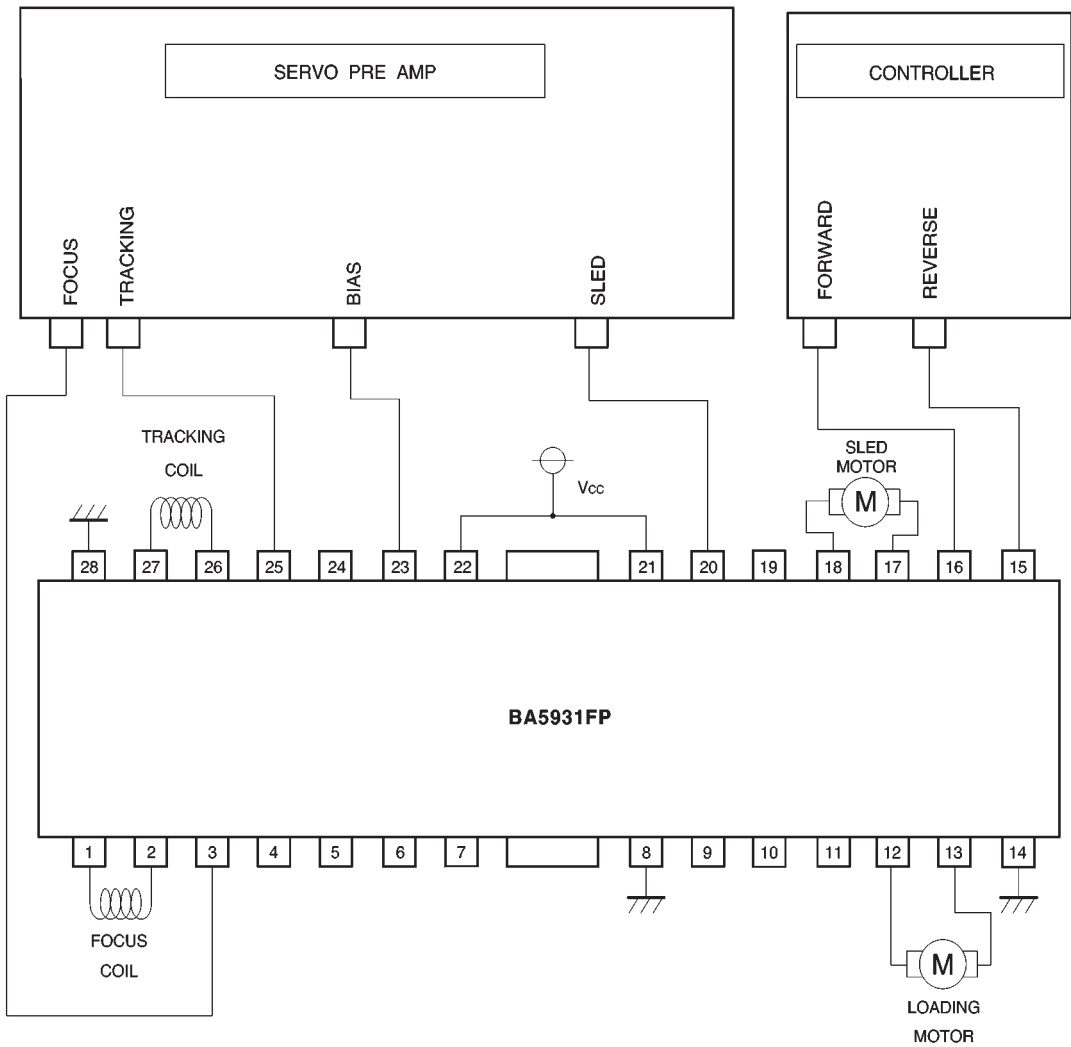 SERVO PRE AMP
CONTROLLER
FOCUS
TRACKING
BIAS
SLED
FORWARD
REVERSE
TRACKING
COIL
Vcc
SLED
MOTOR
M
28 27 26 25 24 23 22 21 20 19 18 17 16 15
BA5931FP
1 2 3 4 5 6 7 8 9 10 11 12 13 14
FOCUS
COIL
M
LOADING
MOTOR